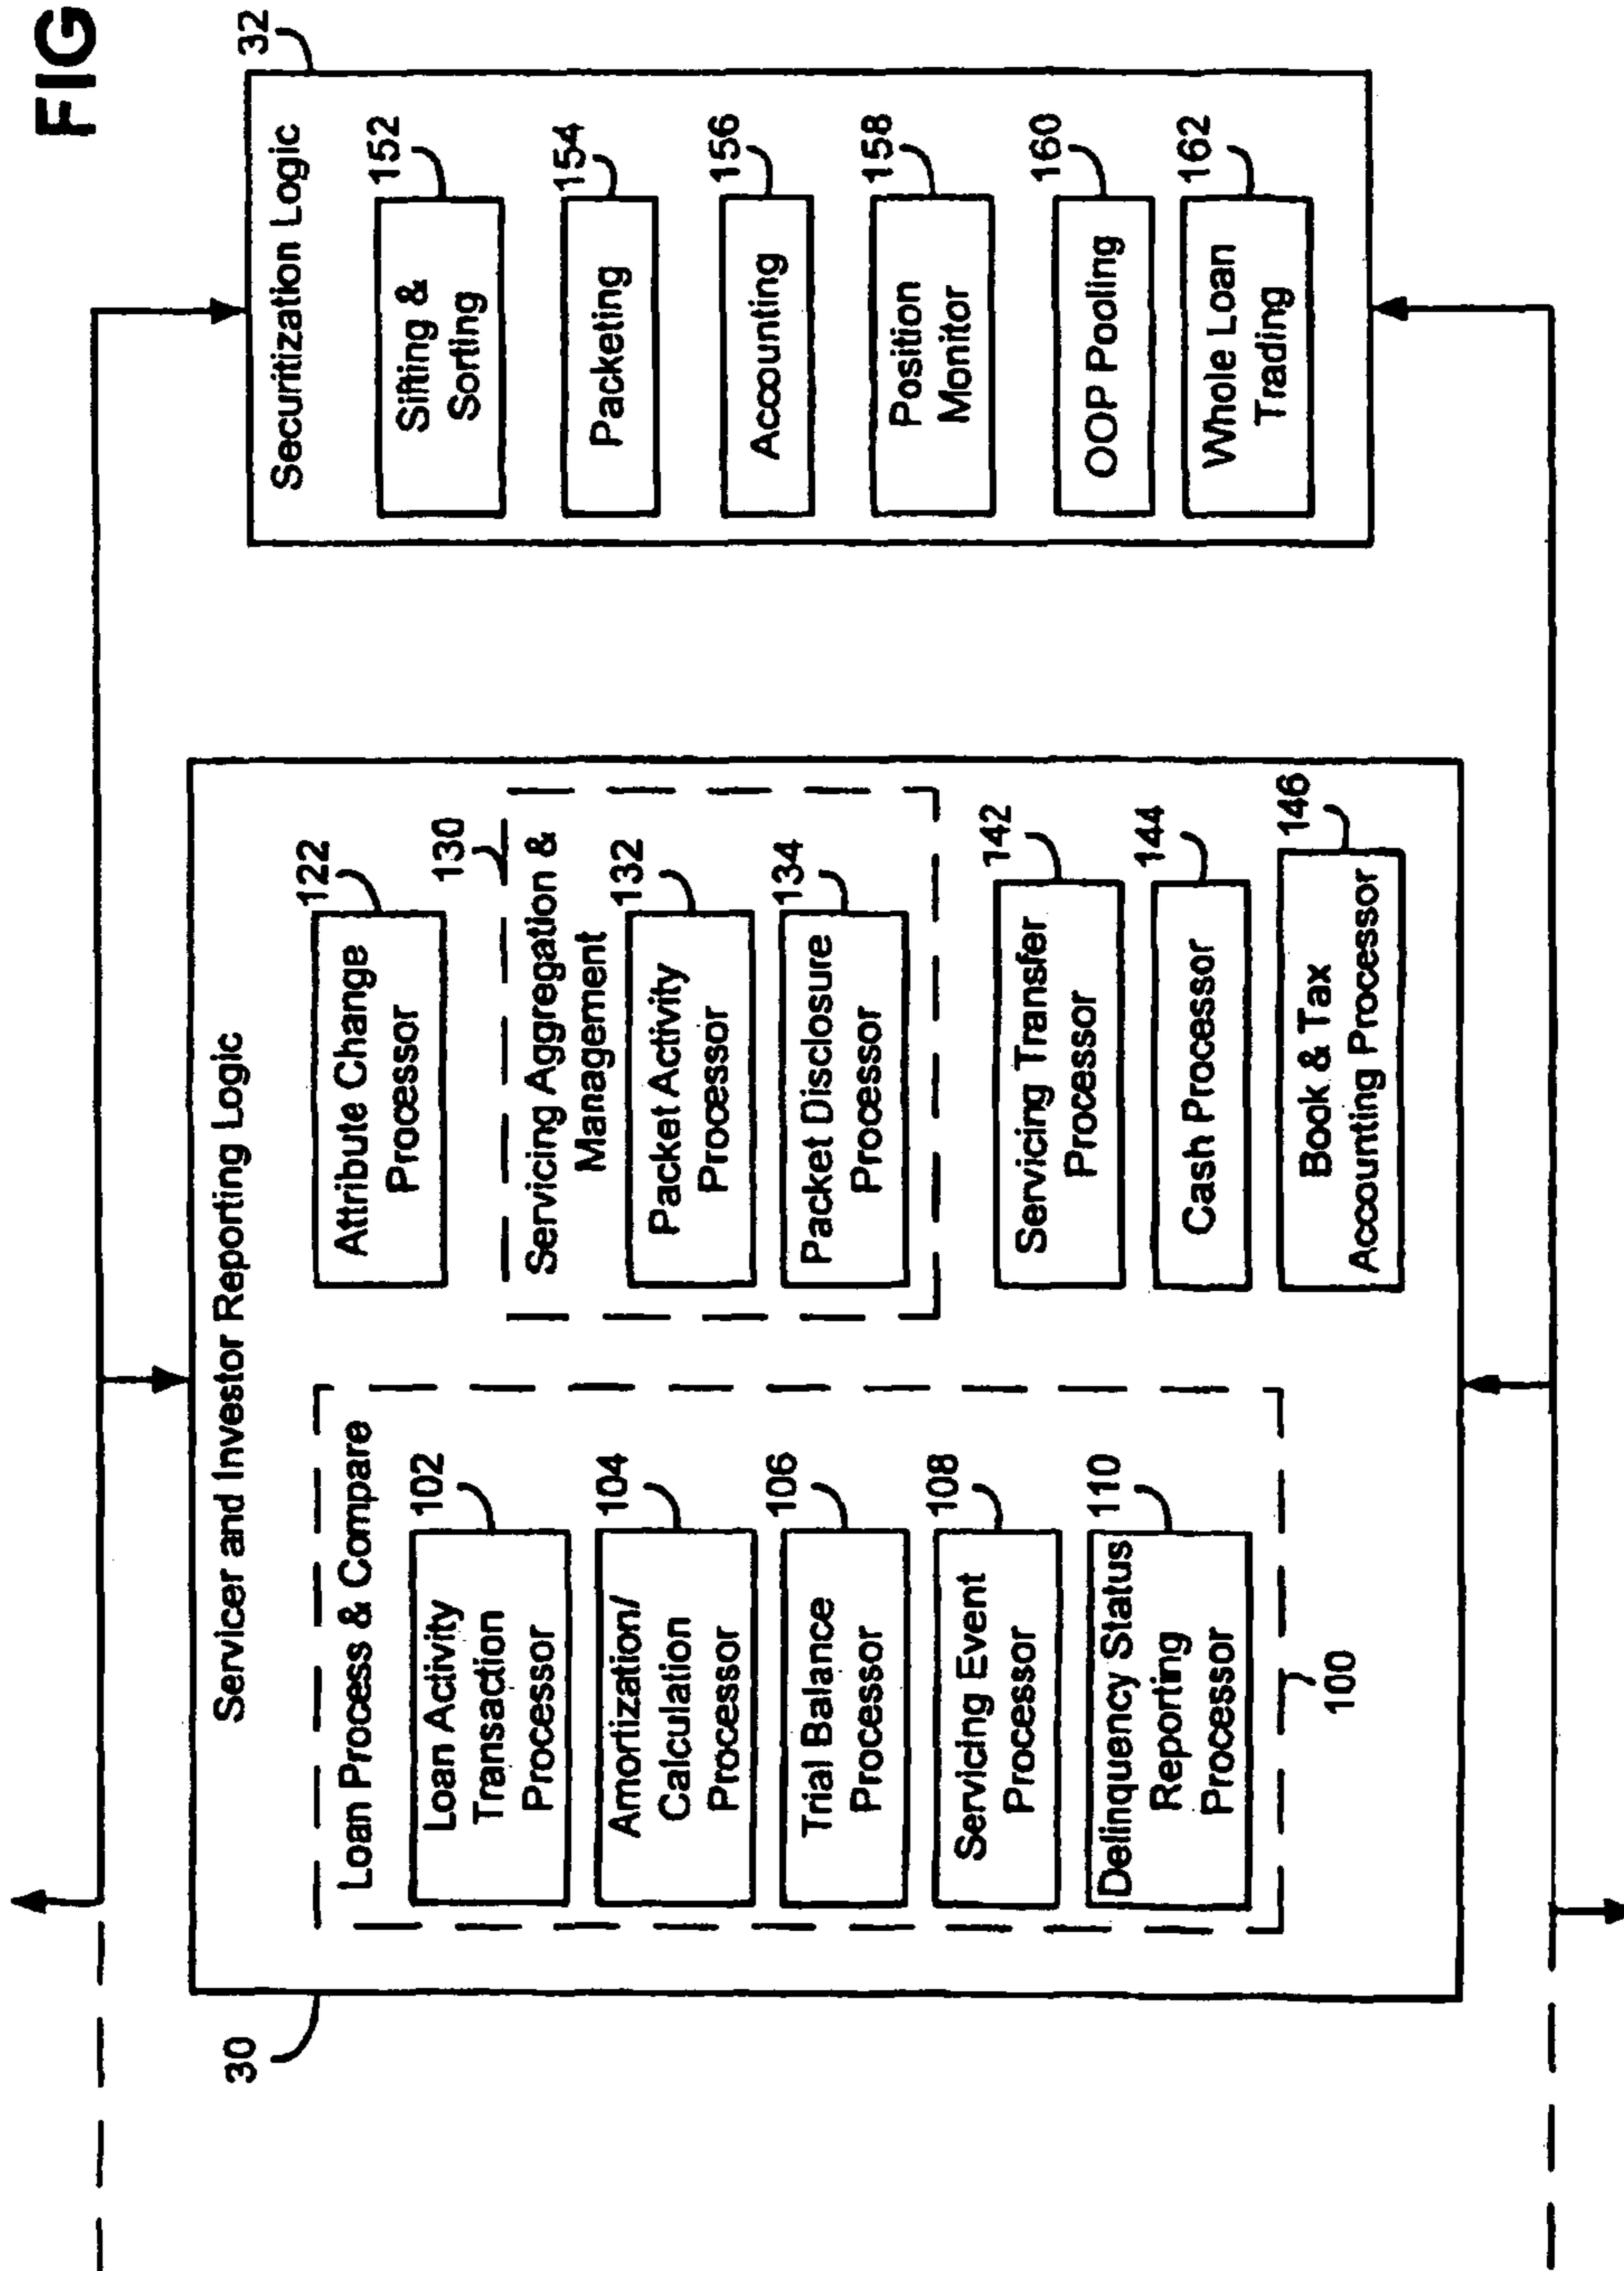 FIG
Servicer and Investor Reporting Logic
30
Loan Process & Compare
102
Loan Activity
Transaction
Processor
104
Amortization/
Calculation
Processor
106
Trial Balance
Processor
108
Servicing Event
Processor
110
Delinquency Status
Reporting
Processor
100
122
Attribute Change
Processor
130
Servicing Aggregation &
Management
132
Packet Activity
Processor
134
Packet Disclosure
Processor
142
Servicing Transfer
Processor
144
Cash Processor
146
Book & Tax
Accounting Processor
32
Securitization Logic
152
Sifting &
Sorting
154
Packeting
156
Accounting
158
Position
Monitor
160
OOP Pooling
162
Whole Loan
Trading